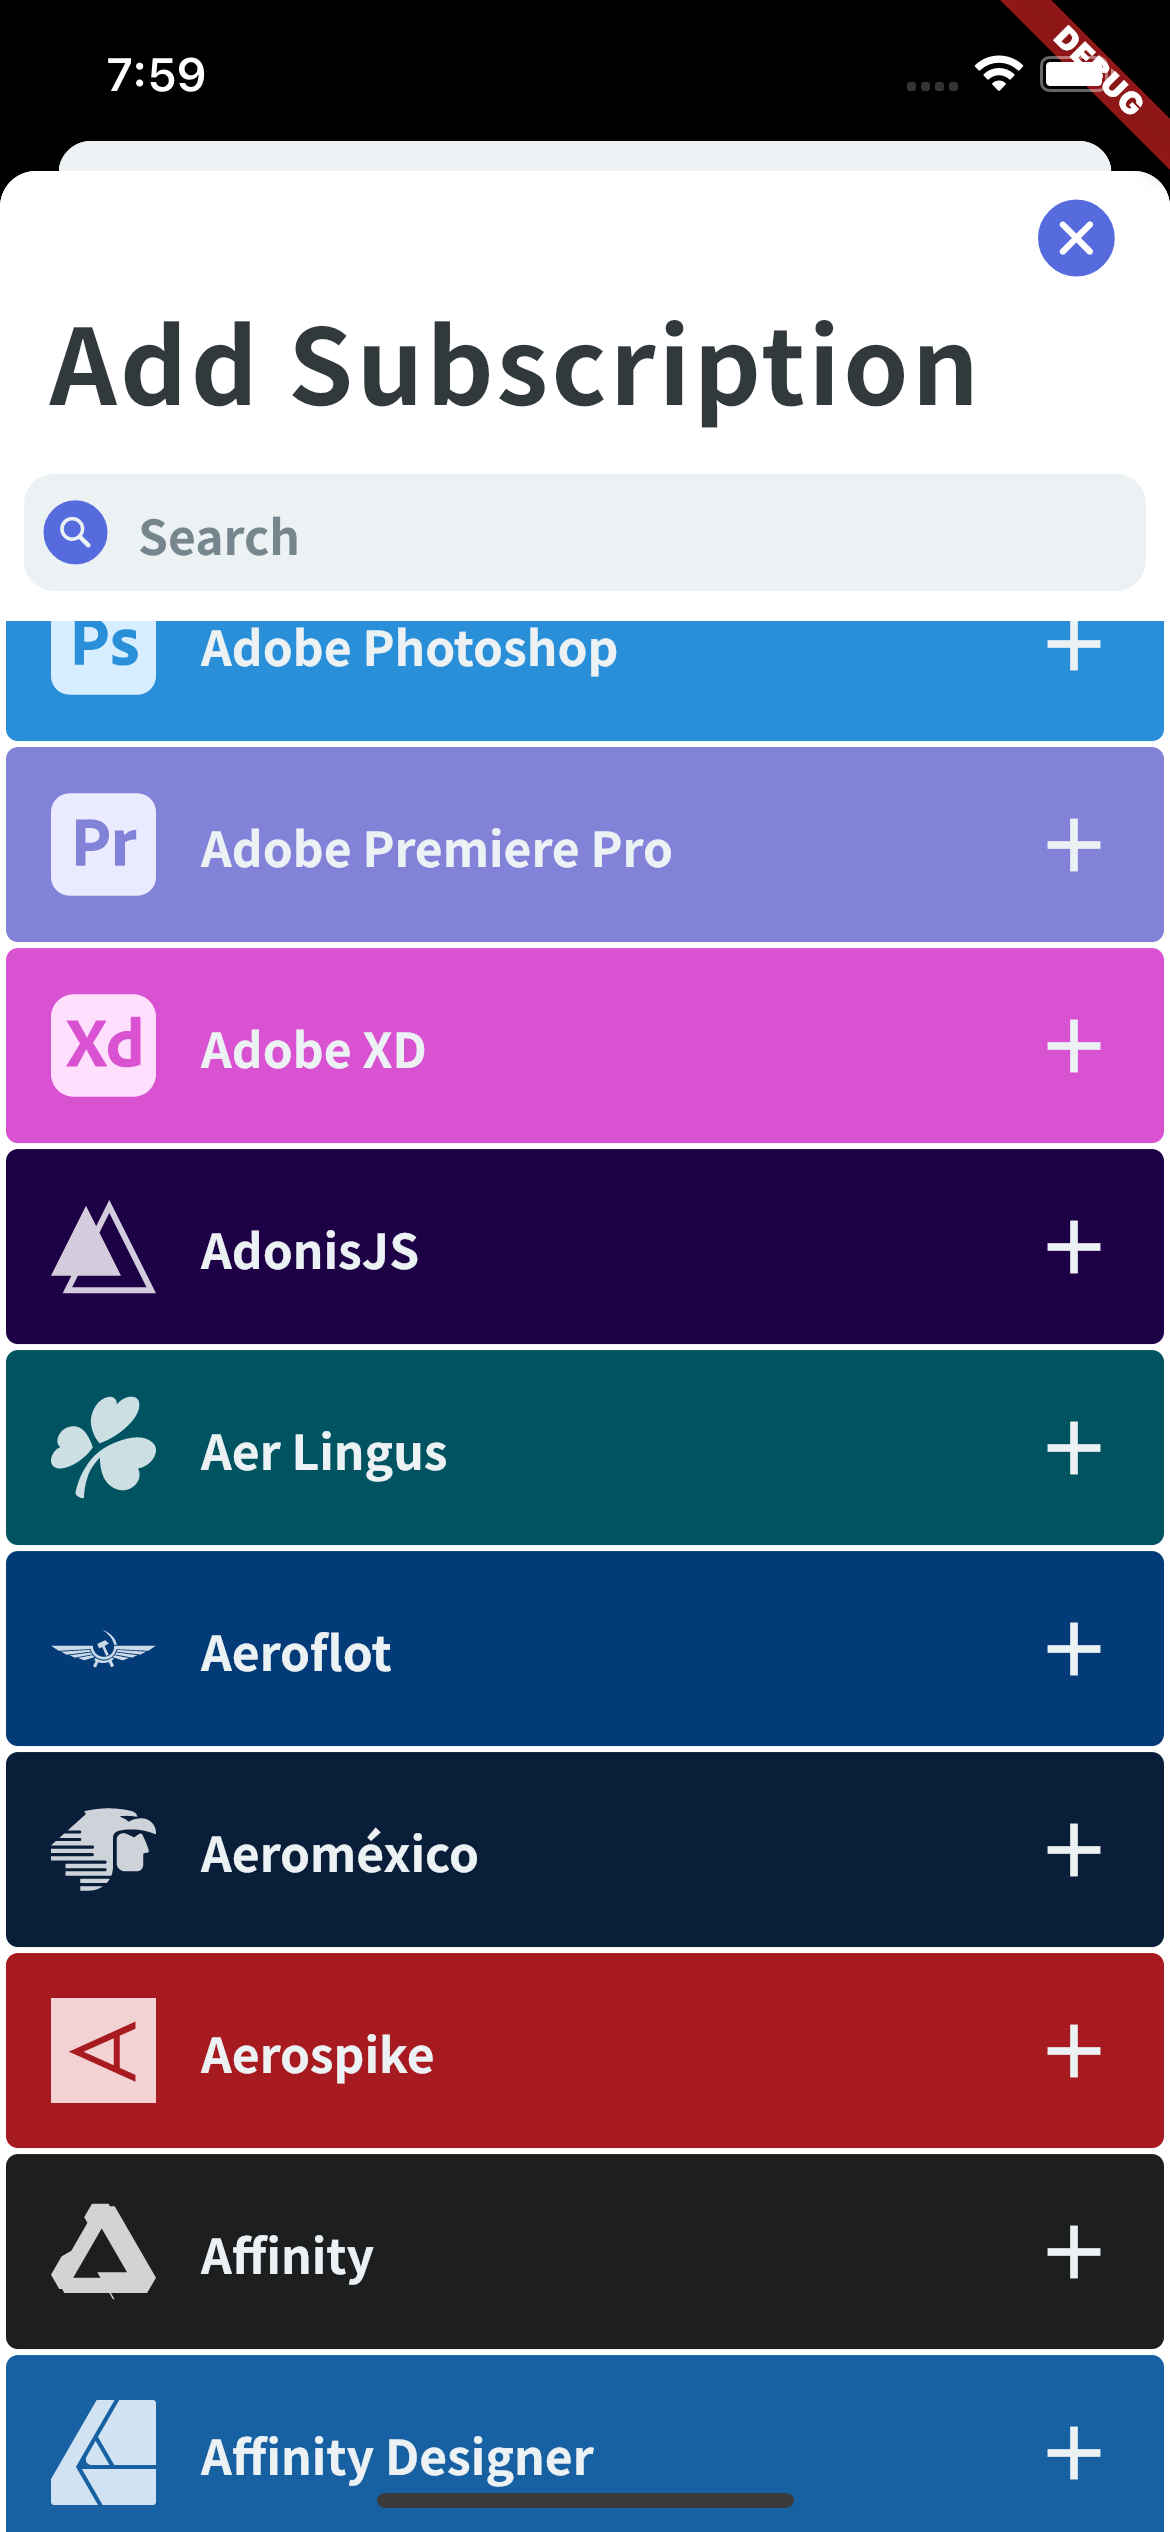 7:59
DEBUG
Add Subscription
Search
Ps Adobe Photoshop
Pr Adobe Premiere Pro
Xd Adobe XD
AdonisJS
Aer Lingus
Aeroflot
Aeroméxico
Aerospike
Affinity
Affinity Designer